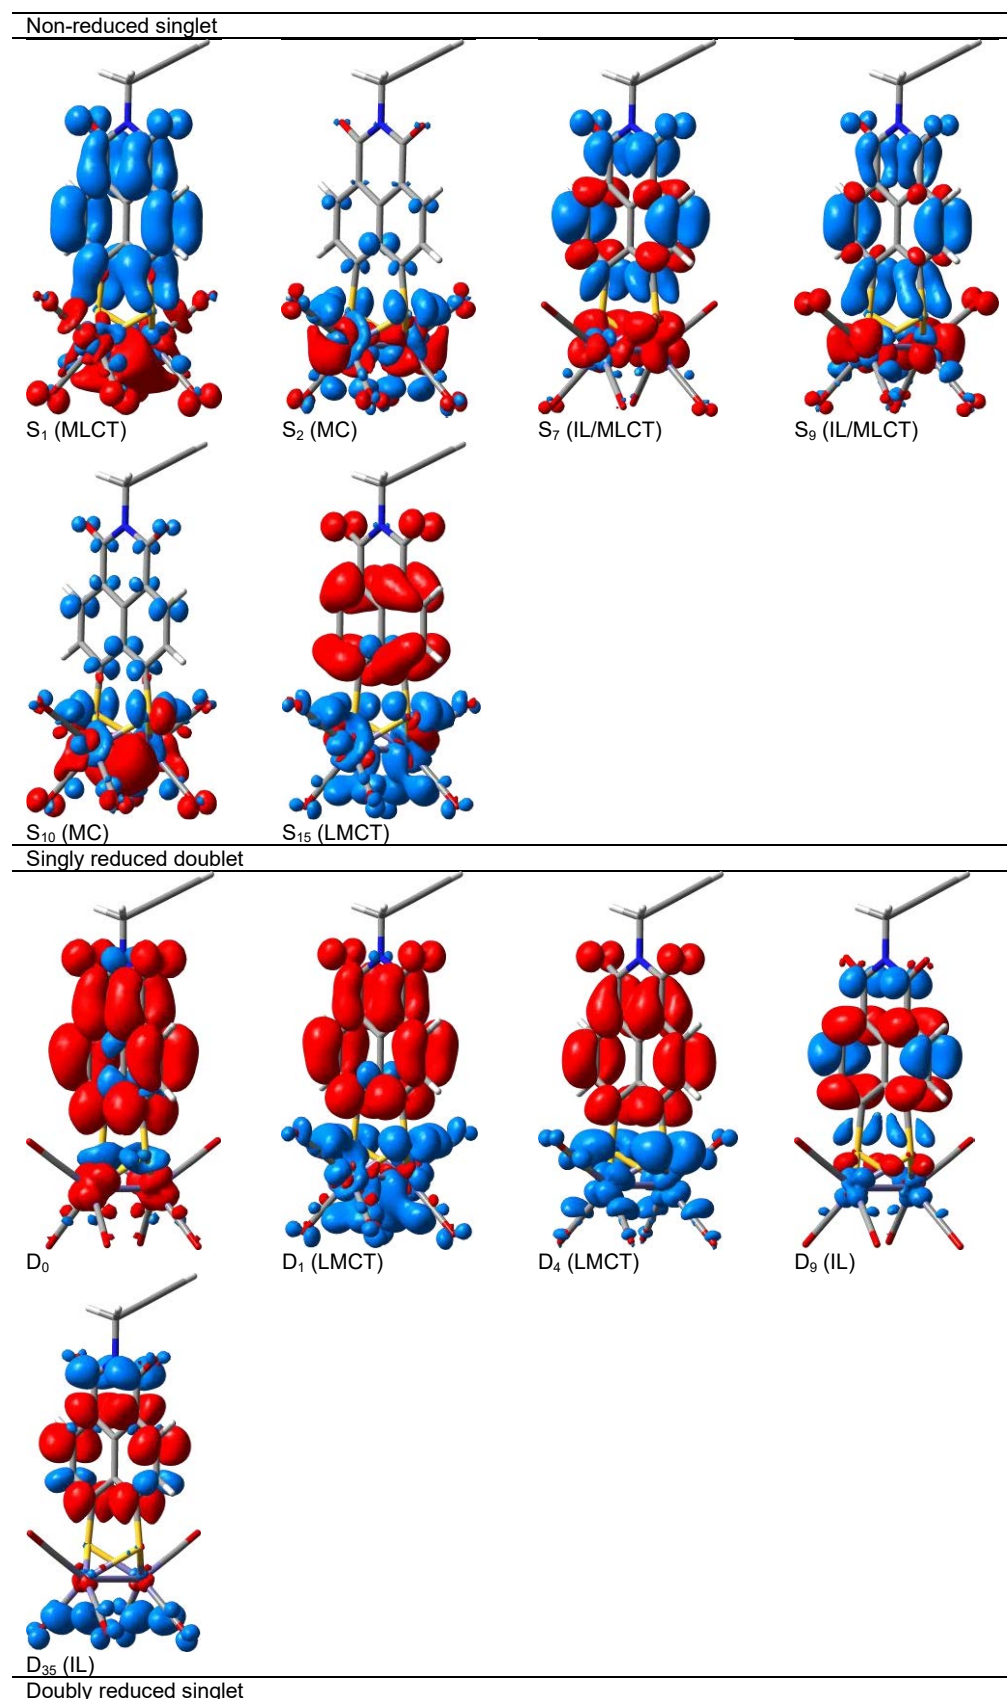 Non-reduced singlet
S₁ (MLCT) S₂ (MC) S₇ (IL/MLCT) S₉ (IL/MLCT)
S₁₀ (MC) S₁₅ (LMCT)
Singly reduced doublet
D₀ D₁ (LMCT) D₄ (LMCT) D₉ (IL)
D₃₅ (IL)
Doubly reduced singlet